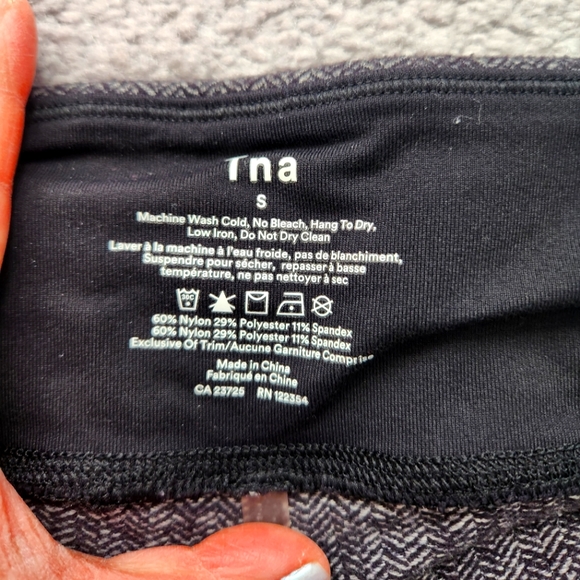 Tna
S
Machine Wash Cold, No Bleach, Hang To Dry,
Low Iron, Do Not Dry Clean
Laver à la machine à l'eau froide, pas de blanchiment,
Suspendre pour sécher, repasser à basse
température, ne pas nettoyer à sec
30C
60% Nylon 29% Polyester 11% Spandex
60% Nylon 29% Polyester 11% Spandex
Exclusive Of Trim/Aucune Garniture Comprise
Made in China
Fabriqué en Chine
CA 23725 RN 122354